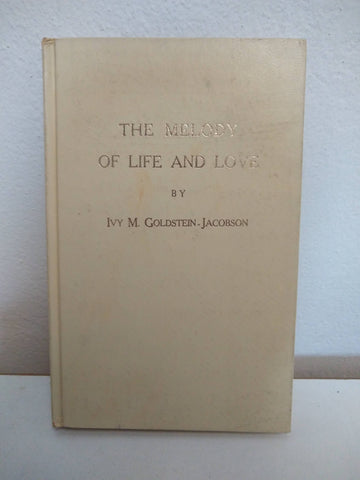 THE MELODY
OF LIFE AND LOVE
BY
IVY M. GOLDSTEIN-JACOBSON